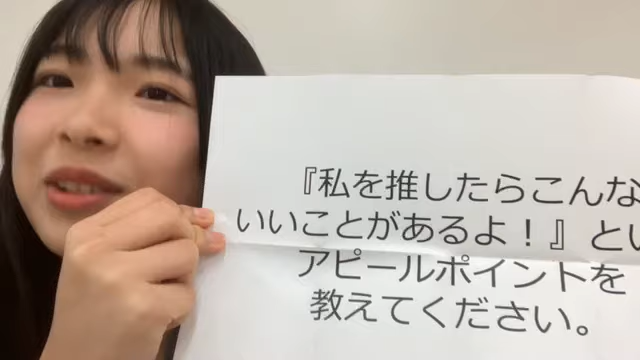 『私を推したらこんな
いいことがあるよ！』とい
アピールポイントを
教えてください。